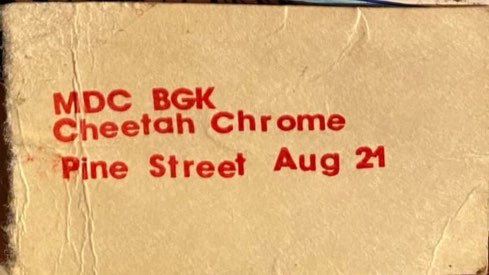 MDC BGK
Cheetah Chrome
Pine Street Aug 21